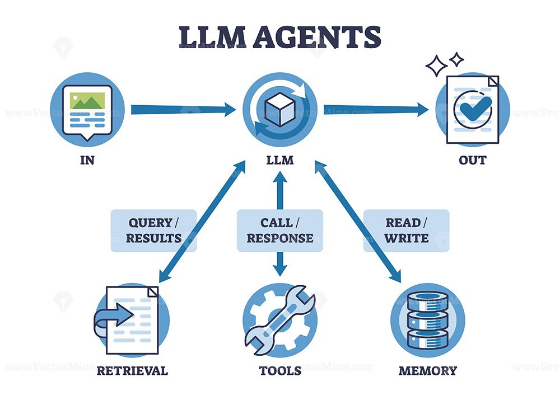 LLM AGENTS
IN
LLM
OUT
QUERY /
RESULTS
CALL /
RESPONSE
READ /
WRITE
RETRIEVAL
TOOLS
MEMORY